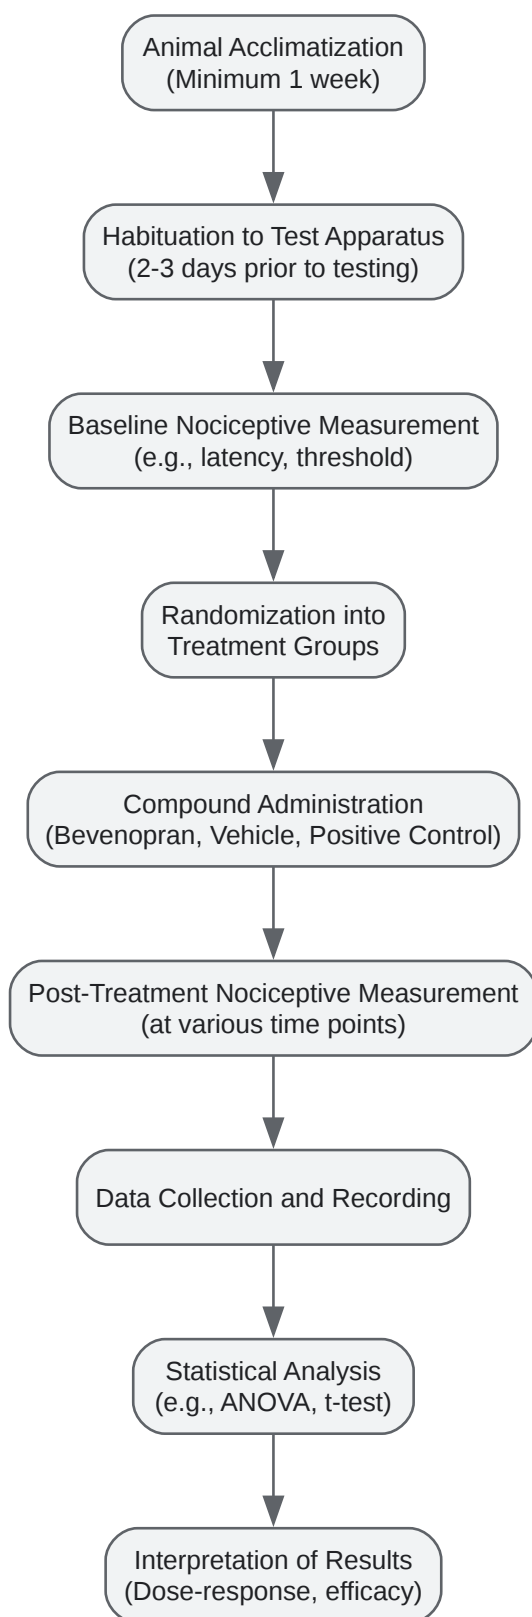 Animal Acclimatization
(Minimum 1 week)
Habituation to Test Apparatus
(2-3 days prior to testing)
Baseline Nociceptive Measurement
(e.g., latency, threshold)
Randomization into
Treatment Groups
Compound Administration
(Bevenopran, Vehicle, Positive Control)
Post-Treatment Nociceptive Measurement
(at various time points)
Data Collection and Recording
Statistical Analysis
(e.g., ANOVA, t-test)
Interpretation of Results
(Dose-response, efficacy)